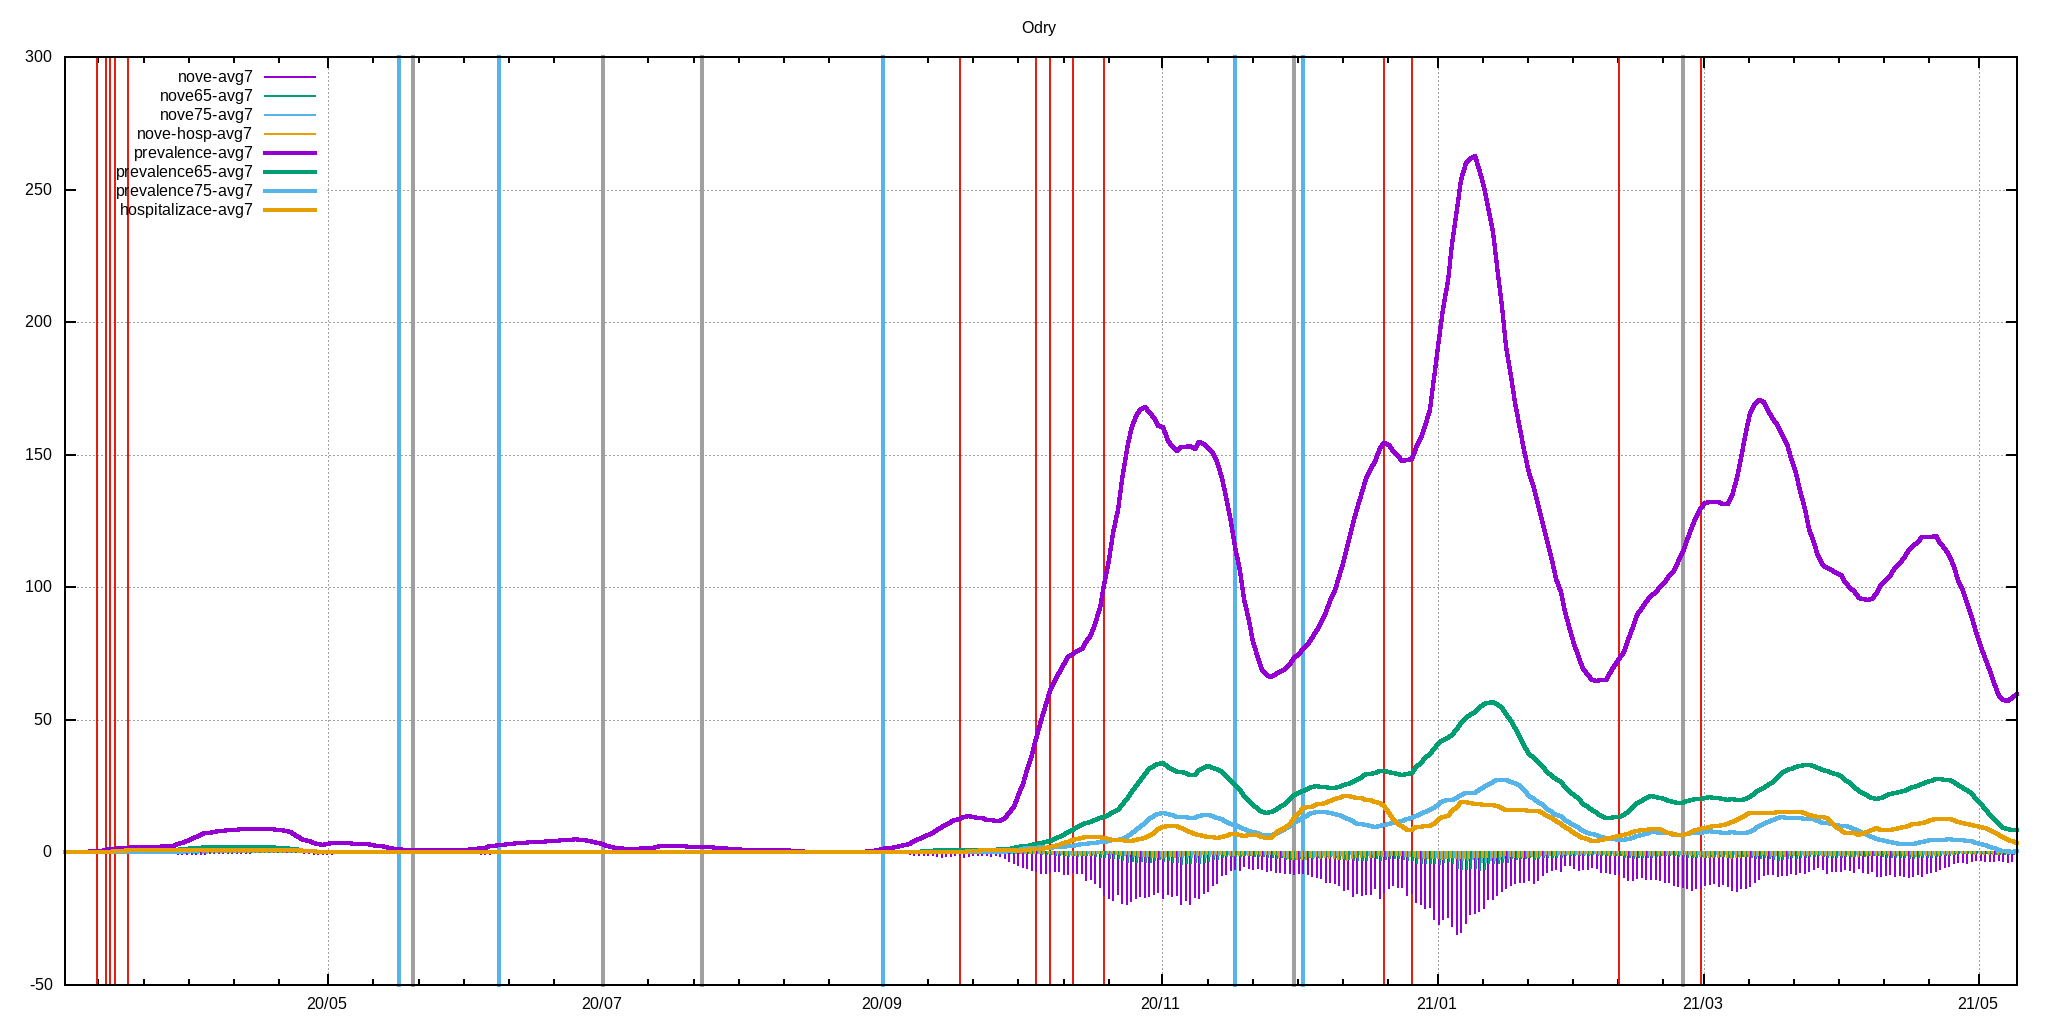 Odry
300
250
200
150
100
50
0
-50
nove-avg7
nove65-avg7
nove75-avg7
nove-hosp-avg7
prevalence-avg7
prevalence65-avg7
prevalence75-avg7
hospitalizace-avg7
20/05 20/07 20/09 20/11 21/01 21/03 21/05